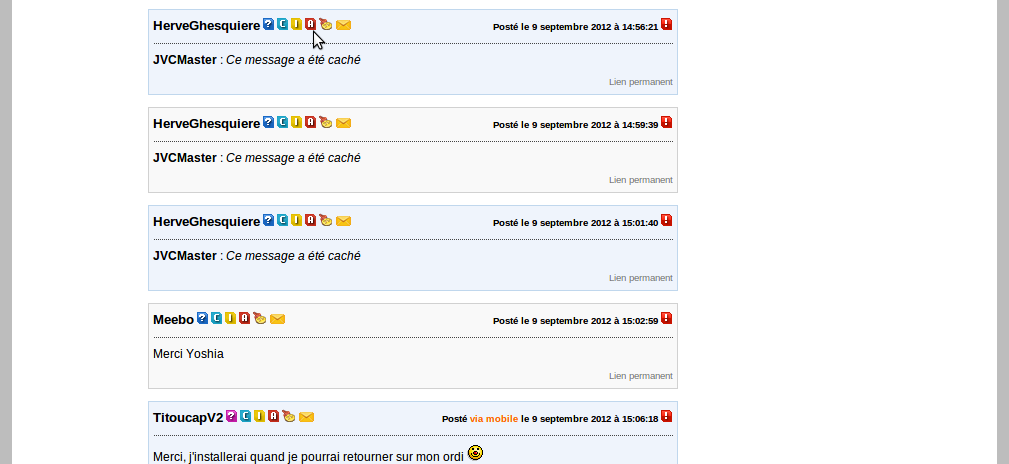 HerveGhesquiere ? C I A Posté le 9 septembre 2012 à 14:56:21 !
JVCMaster : Ce message a été caché
Lien permanent
HerveGhesquiere ? C I A Posté le 9 septembre 2012 à 14:59:39 !
JVCMaster : Ce message a été caché
Lien permanent
HerveGhesquiere ? C I A Posté le 9 septembre 2012 à 15:01:40 !
JVCMaster : Ce message a été caché
Lien permanent
Meebo ? C I A Posté le 9 septembre 2012 à 15:02:59 !
Merci Yoshia
Lien permanent
TitoucapV2 ? C I A Posté via mobile le 9 septembre 2012 à 15:06:18 !
Merci, j'installerai quand je pourrai retourner sur mon ordi